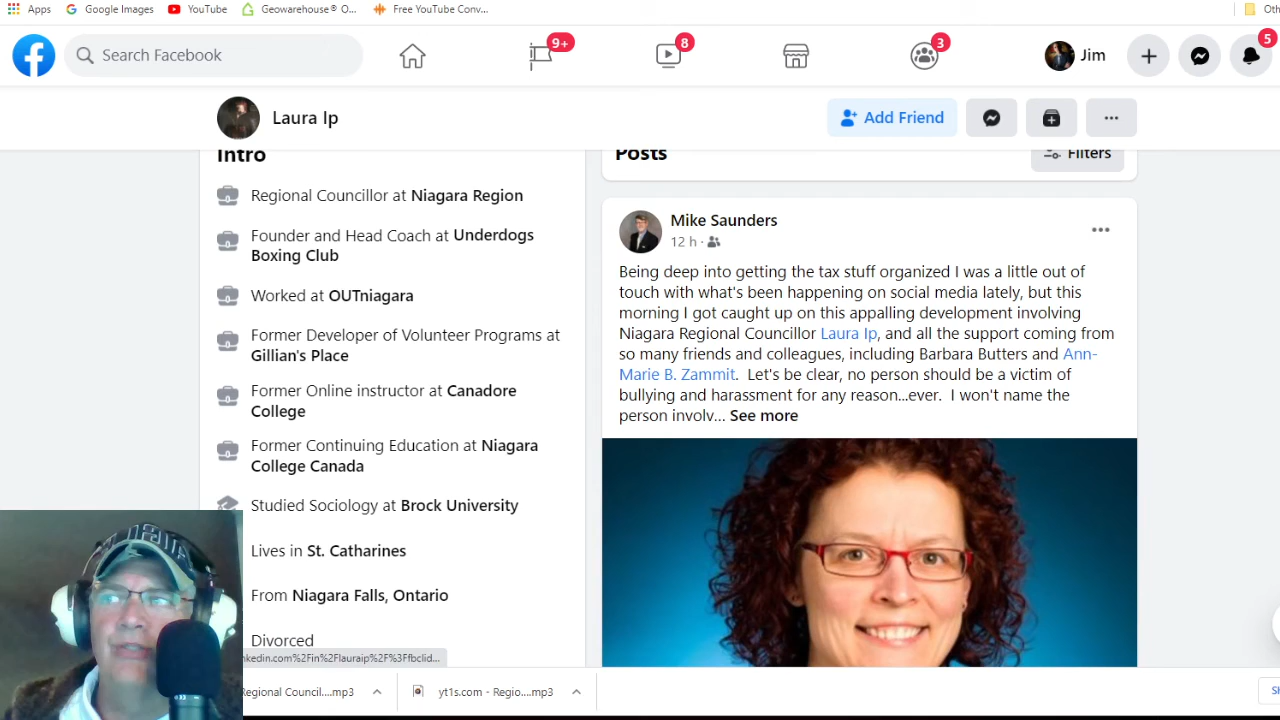 Apps Google Images YouTube Geowarehouse® O... Free YouTube Conv... Oth
Search Facebook 9+ 8 3 Jim 5
Laura Ip Add Friend
Intro
Regional Councillor at Niagara Region
Founder and Head Coach at Underdogs
Boxing Club
Worked at OUTniagara
Former Developer of Volunteer Programs at
Gillian's Place
Former Online instructor at Canadore
College
Former Continuing Education at Niagara
College Canada
Studied Sociology at Brock University
Lives in St. Catharines
From Niagara Falls, Ontario
Divorced
Posts Filters
Mike Saunders
12 h ·
Being deep into getting the tax stuff organized I was a little out of
touch with what's been happening on social media lately, but this
morning I got caught up on this appalling development involving
Niagara Regional Councillor Laura Ip, and all the support coming from
so many friends and colleagues, including Barbara Butters and Ann-
Marie B. Zammit. Let's be clear, no person should be a victim of
bullying and harassment for any reason...ever. I won't name the
person involv... See more
nkedin.com%2Fin%2Flauraip%2F%3Ffbclid...
Regional Council....mp3 yt1s.com - Regio....mp3 Sh